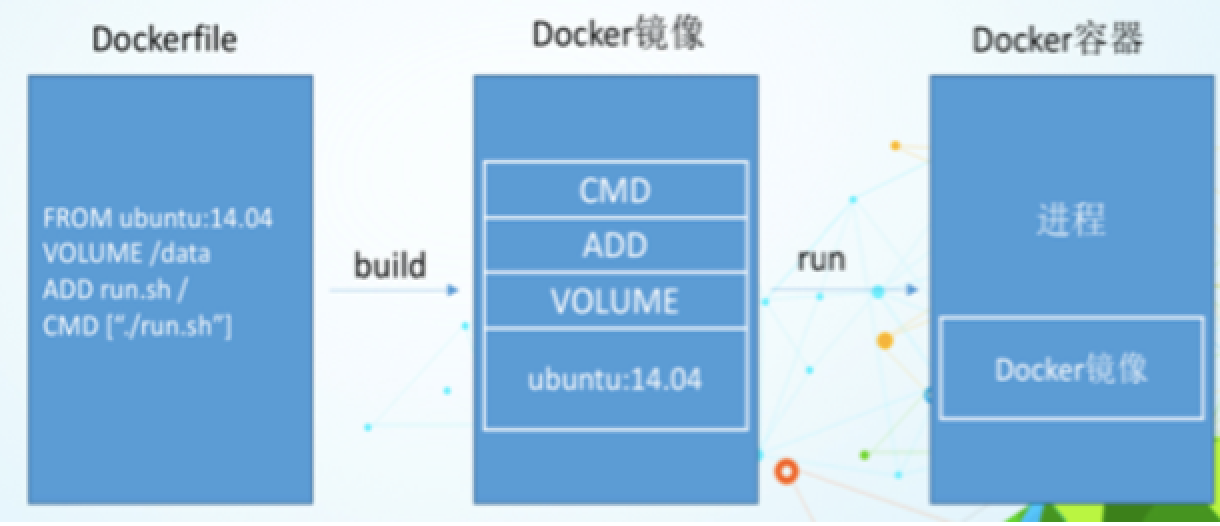 Dockerfile
FROM ubuntu:14.04
VOLUME /data
ADD run.sh /
CMD [“./run.sh”]
build
Docker镜像
CMD
ADD
VOLUME
ubuntu:14.04
run
Docker容器
进程
Docker镜像